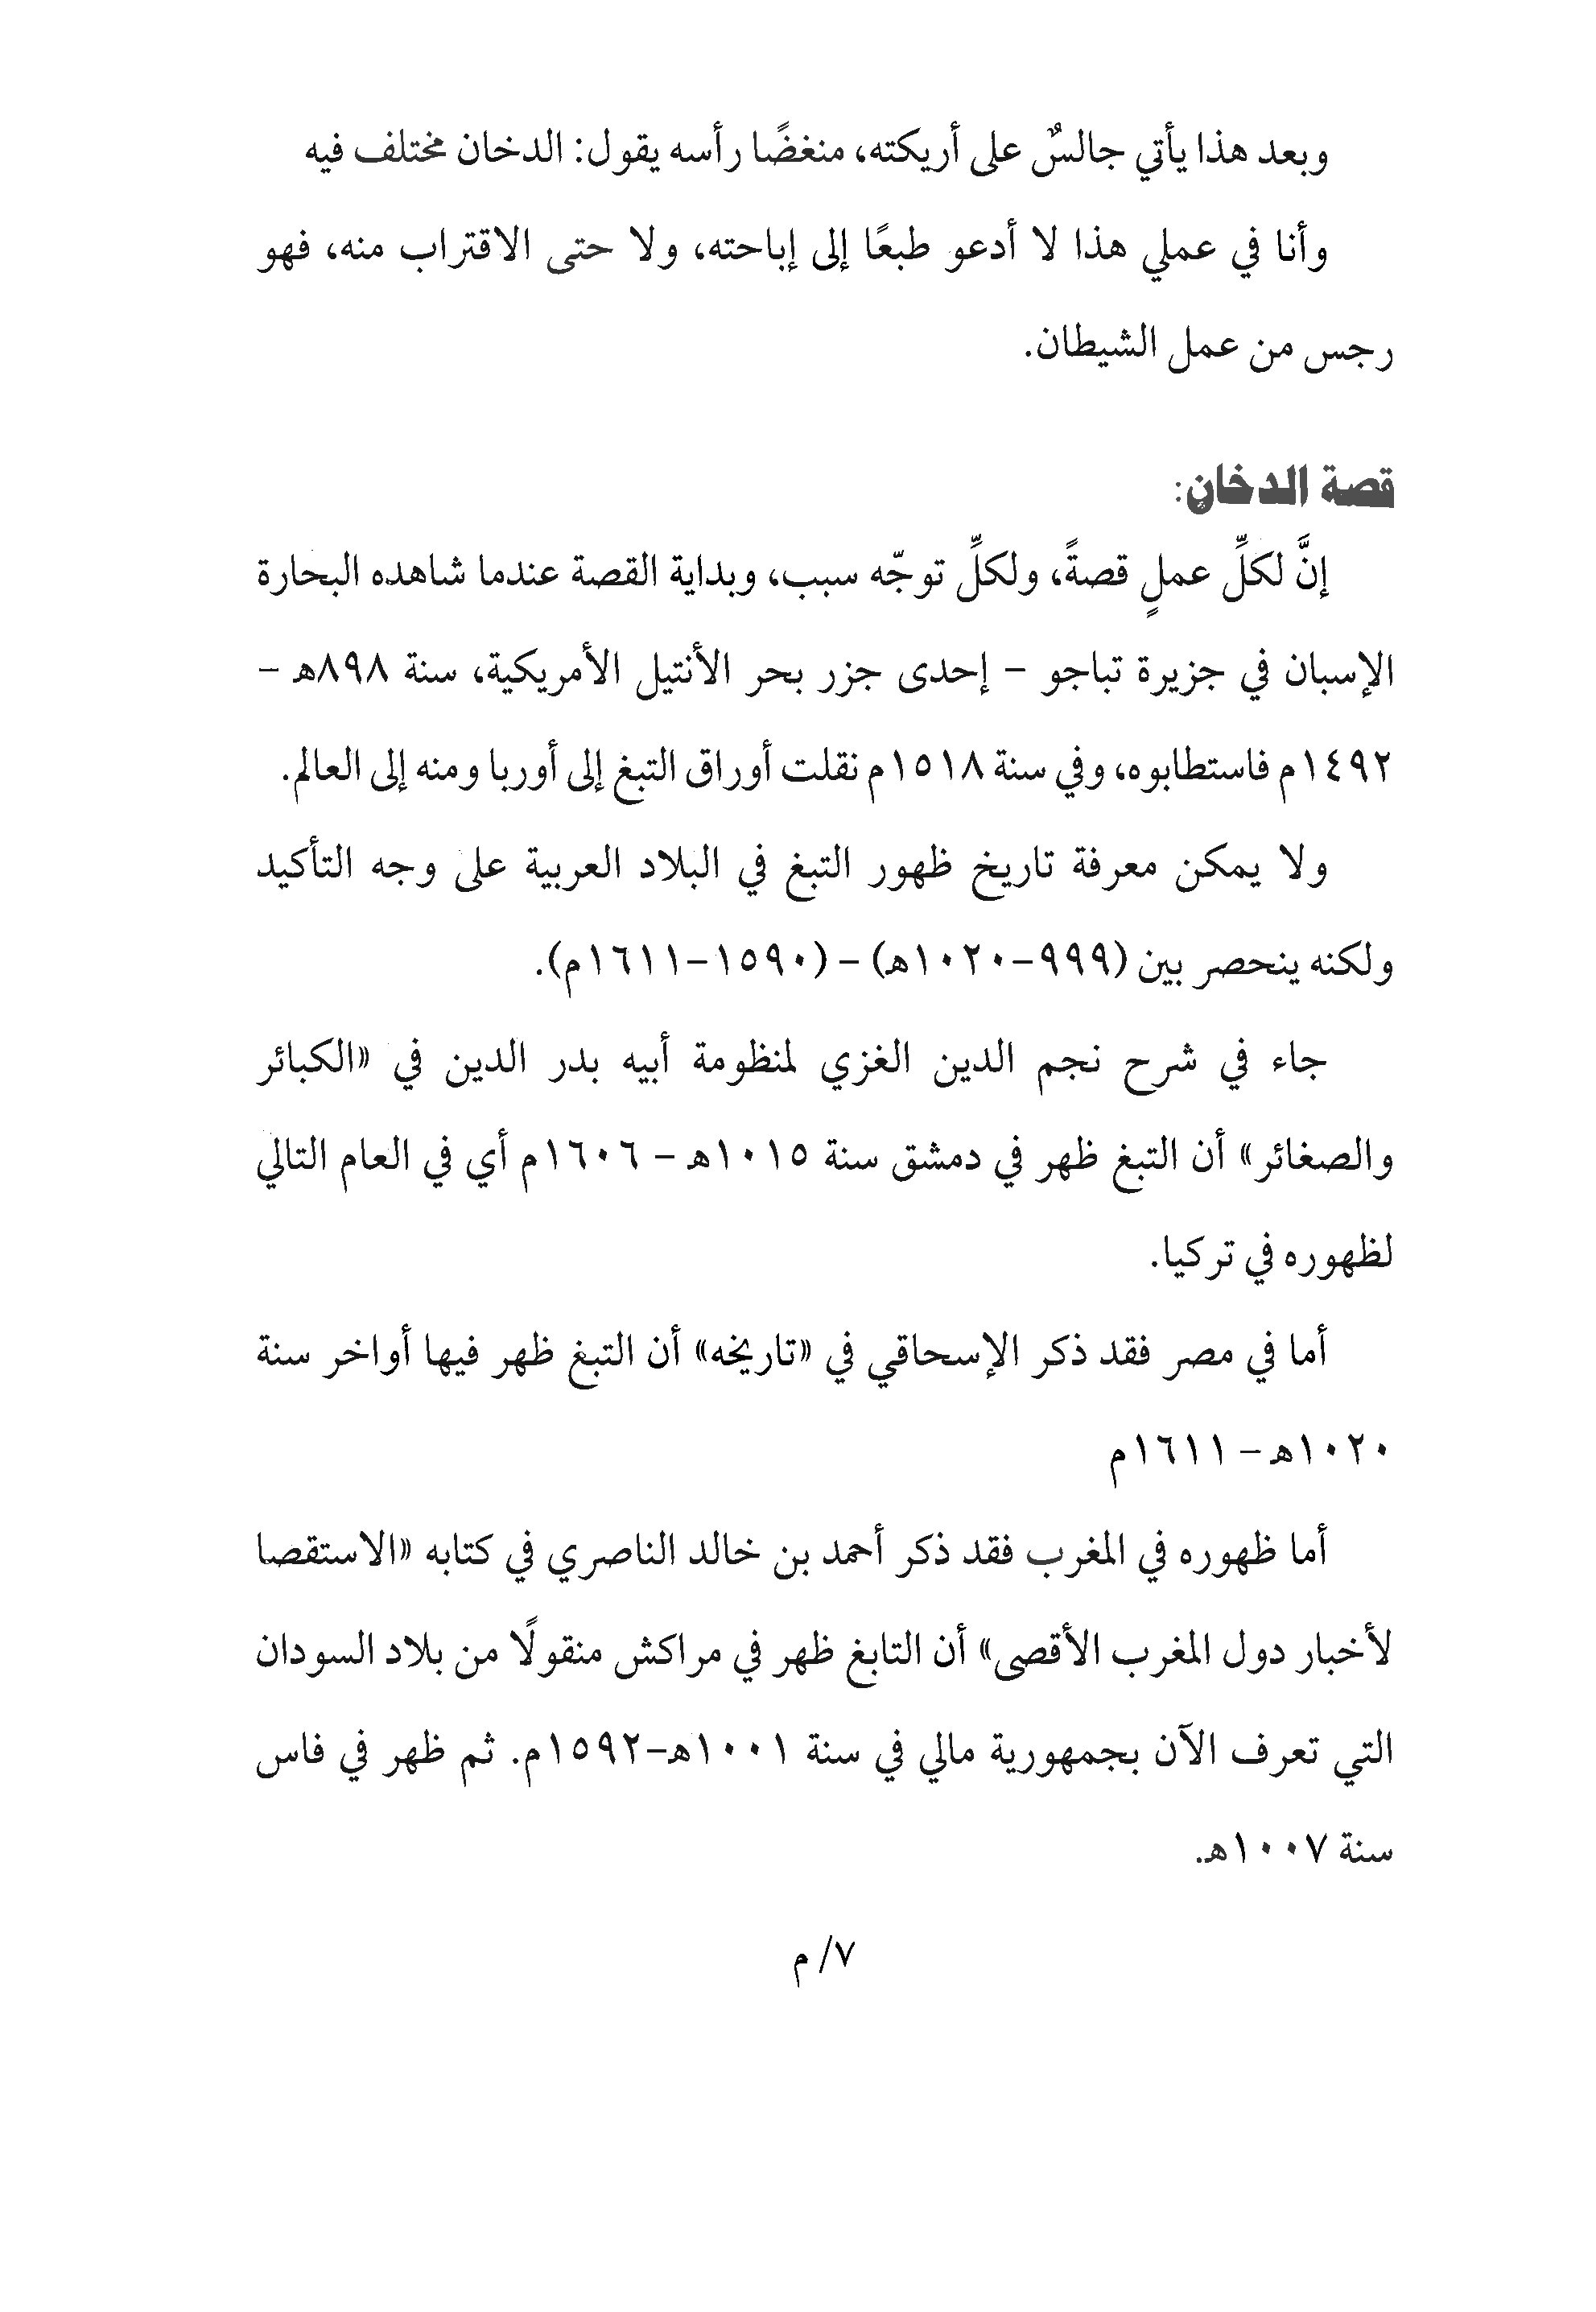 وبعد هذا يأتي جالسٌ على أريكته، منغضًا رأسه يقول: الدخان مختلف فيه
وأنا في عملي هذا لا أدعو طبعًا إلى إباحته، ولا حتى الاقتراب منه، فهو
رجس من عمل الشيطان.
قصة الدخان:
إنَّ لكلِّ عملٍ قصةً، ولكلِّ توجّه سبب، وبداية القصة عندما شاهده البحارة
الإسبان في جزيرة تباجو - إحدى جزر بحر الأنتيل الأمريكية، سنة ٨٩٨هـ -
١٤٩٢م فاستطابوه، وفي سنة ١٥١٨م نقلت أوراق التبغ إلى أوربا ومنه إلى العالم.
ولا يمكن معرفة تاريخ ظهور التبغ في البلاد العربية على وجه التأكيد
ولكنه ينحصر بين (٩٩٩-١٠٢٠هـ) - (١٥٩٠-١٦١١م).
جاء في شرح نجم الدين الغزي لمنظومة أبيه بدر الدين في «الكبائر
والصغائر» أن التبغ ظهر في دمشق سنة ١٠١٥هـ - ١٦٠٦م أي في العام التالي
لظهوره في تركيا.
أما في مصر فقد ذكر الإسحاقي في «تاريخه» أن التبغ ظهر فيها أواخر سنة
١٠٢٠هـ - ١٦١١م
أما ظهوره في المغرب فقد ذكر أحمد بن خالد الناصري في كتابه «الاستقصا
لأخبار دول المغرب الأقصى» أن التابغ ظهر في مراكش منقولًا من بلاد السودان
التي تعرف الآن بجمهورية مالي في سنة ١٠٠١هـ-١٥٩٢م. ثم ظهر في فاس
سنة ١٠٠٧هـ.
٧/ م